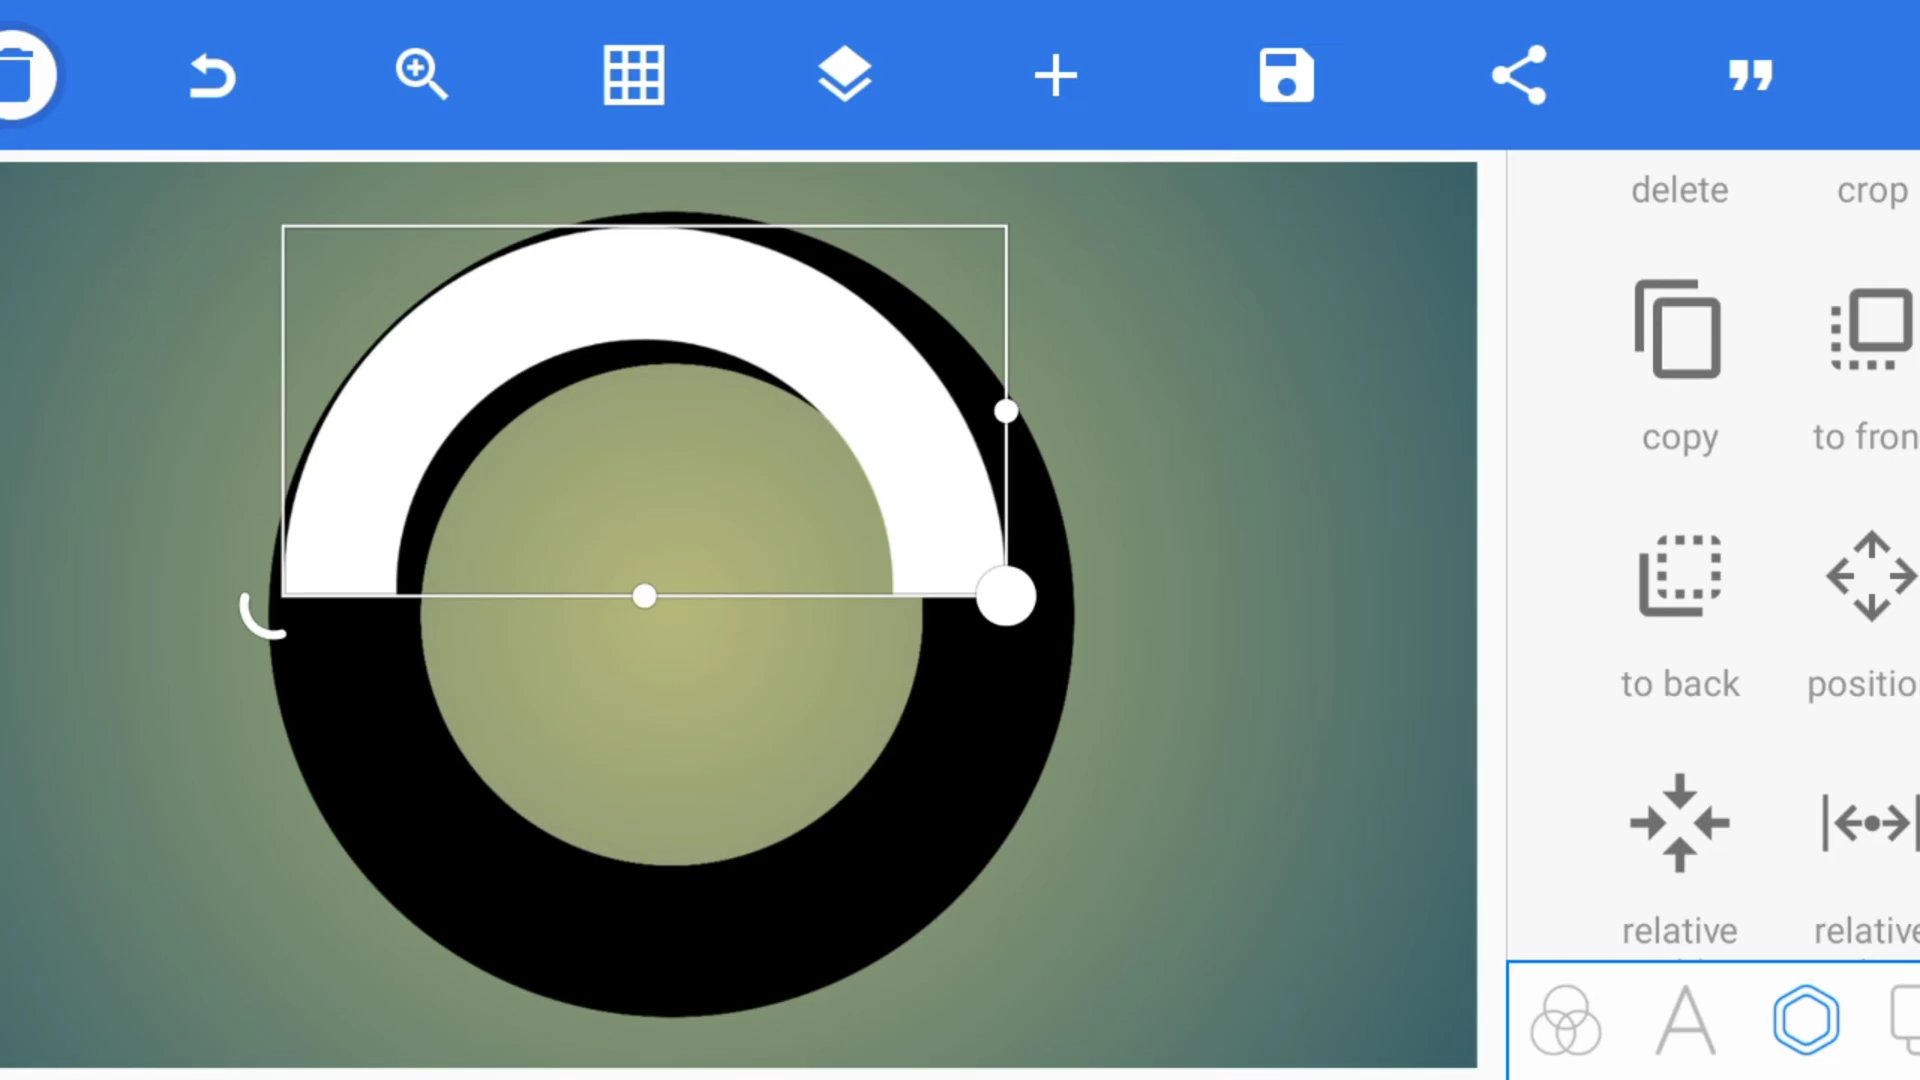 delete crop
copy to fron
to back positio
relative relative